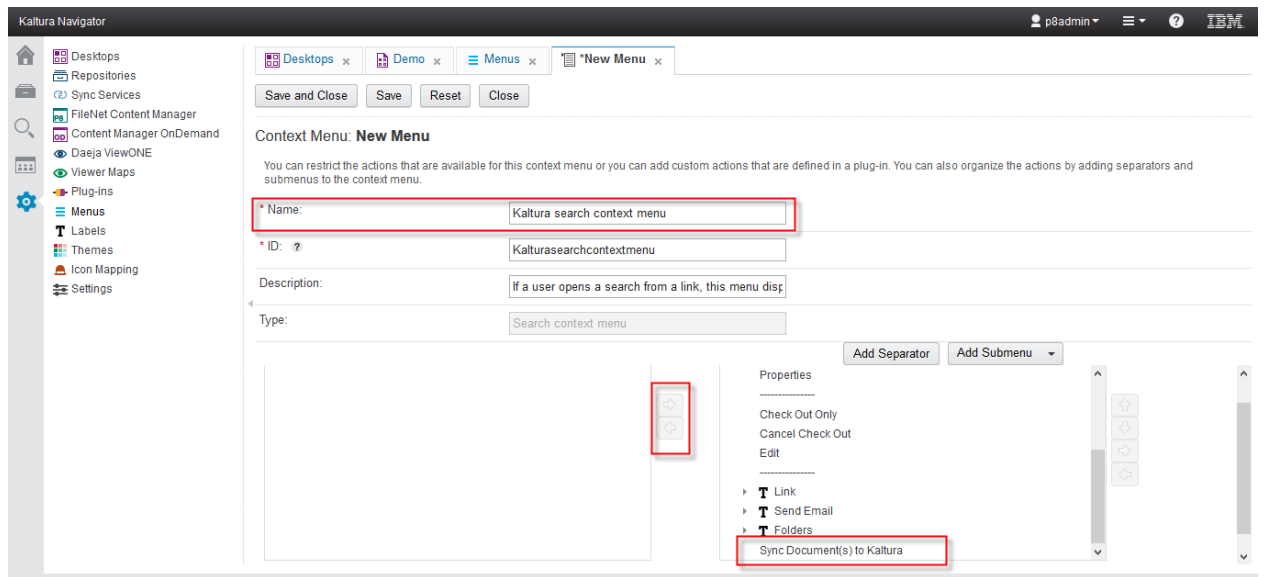 Kaltura Navigator
p8admin
?
IBM
Desktops
Repositories
Sync Services
FileNet Content Manager
Content Manager OnDemand
Daeja ViewONE
Viewer Maps
Plug-ins
Menus
Labels
Themes
Icon Mapping
Settings
Desktops x Demo x Menus x *New Menu x
Save and Close Save Reset Close
Context Menu: New Menu
You can restrict the actions that are available for this context menu or you can add custom actions that are defined in a plug-in. You can also organize the actions by adding separators and
submenus to the context menu.
* Name: Kaltura search context menu
* ID: ? Kalturasearchcontextmenu
Description: If a user opens a search from a link, this menu disp
Type: Search context menu
Add Separator Add Submenu
Properties
---------------
Check Out Only
Cancel Check Out
Edit
---------------
T Link
T Send Email
T Folders
Sync Document(s) to Kaltura